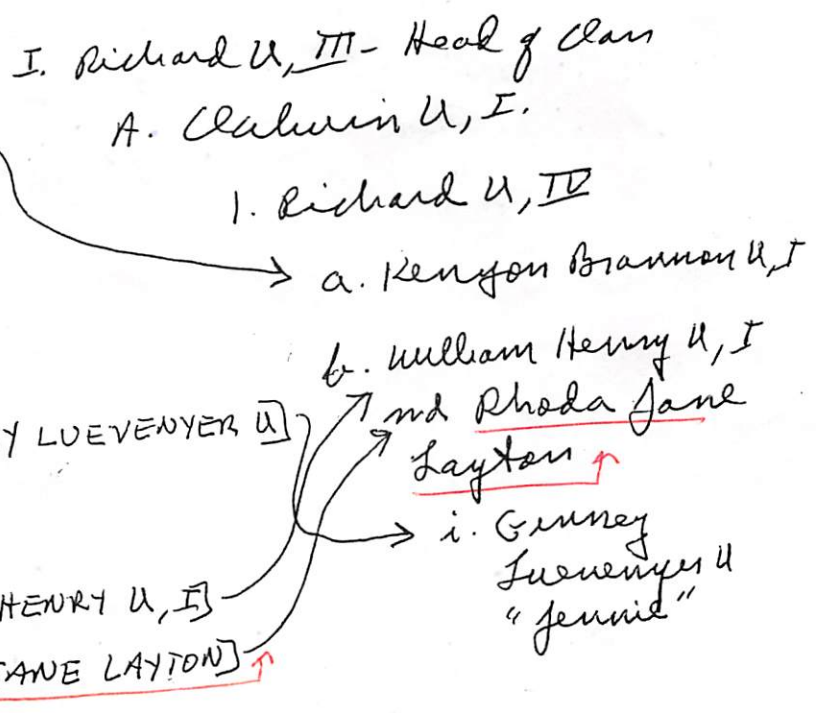 I. Richard U, III - Head of Clan
A. Calwin U, I.
1. Richard U, IV
a. Kenyon Brannon U, I
b. William Henry U, I
md Rhoda Jane
Layton
Y LUEVENYER U]
i. Genney
Luevenyer U
"Jennie"
HENRY U, I]
JANE LAYTON]